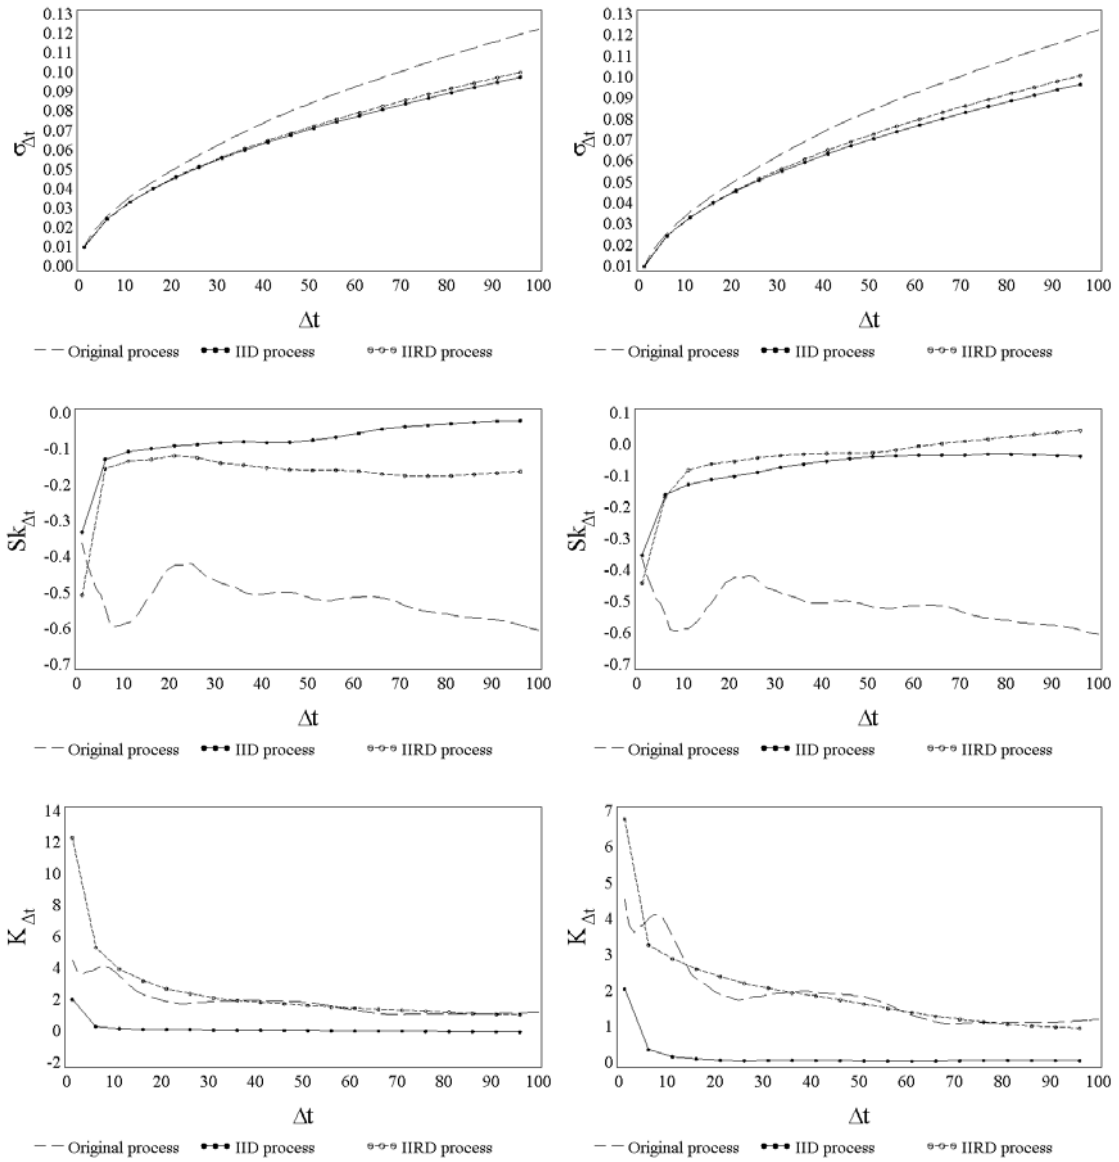 0.13
0.12
0.11
0.10
0.09
0.08
0.07
0.06
0.05
0.04
0.03
0.02
0.01
0.00
σΔt
0 10 20 30 40 50 60 70 80 90 100
Δt
Original process IID process IIRD process
0.13
0.12
0.11
0.10
0.09
0.08
0.07
0.06
0.05
0.04
0.03
0.02
0.01
σΔt
0 10 20 30 40 50 60 70 80 90 100
Δt
Original process IID process IIRD process
0.0
-0.1
-0.2
-0.3
-0.4
-0.5
-0.6
-0.7
SkΔt
0 10 20 30 40 50 60 70 80 90 100
Δt
Original process IID process IIRD process
0.1
0.0
-0.1
-0.2
-0.3
-0.4
-0.5
-0.6
-0.7
SkΔt
0 10 20 30 40 50 60 70 80 90 100
Δt
Original process IID process IIRD process
14
12
10
8
6
4
2
0
-2
KΔt
0 10 20 30 40 50 60 70 80 90 100
Δt
Original process IID process IIRD process
7
6
5
4
3
2
1
0
KΔt
0 10 20 30 40 50 60 70 80 90 100
Δt
Original process IID process IIRD process